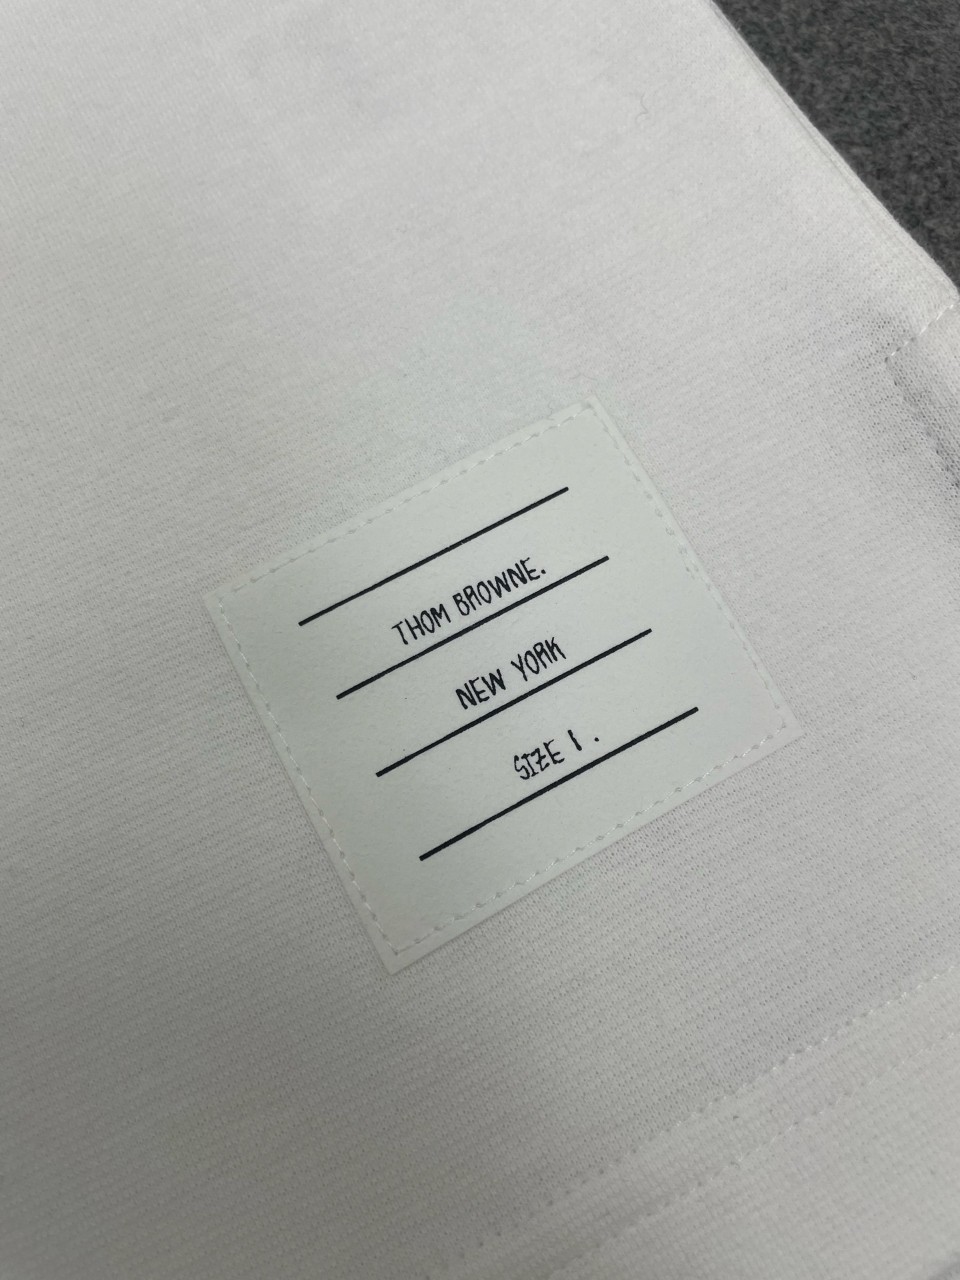 THOM BROWNE.
NEW YORK
SIZE 1 .